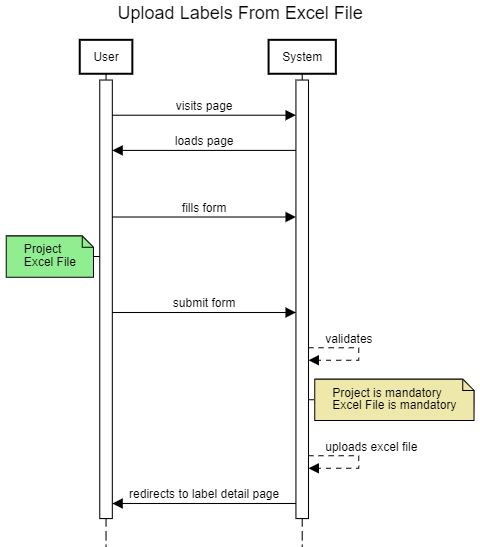 Upload Labels From Excel File
User
System
visits page
loads page
fills form
Project
Excel File
submit form
validates
Project is mandatory
Excel File is mandatory
uploads excel file
redirects to label detail page